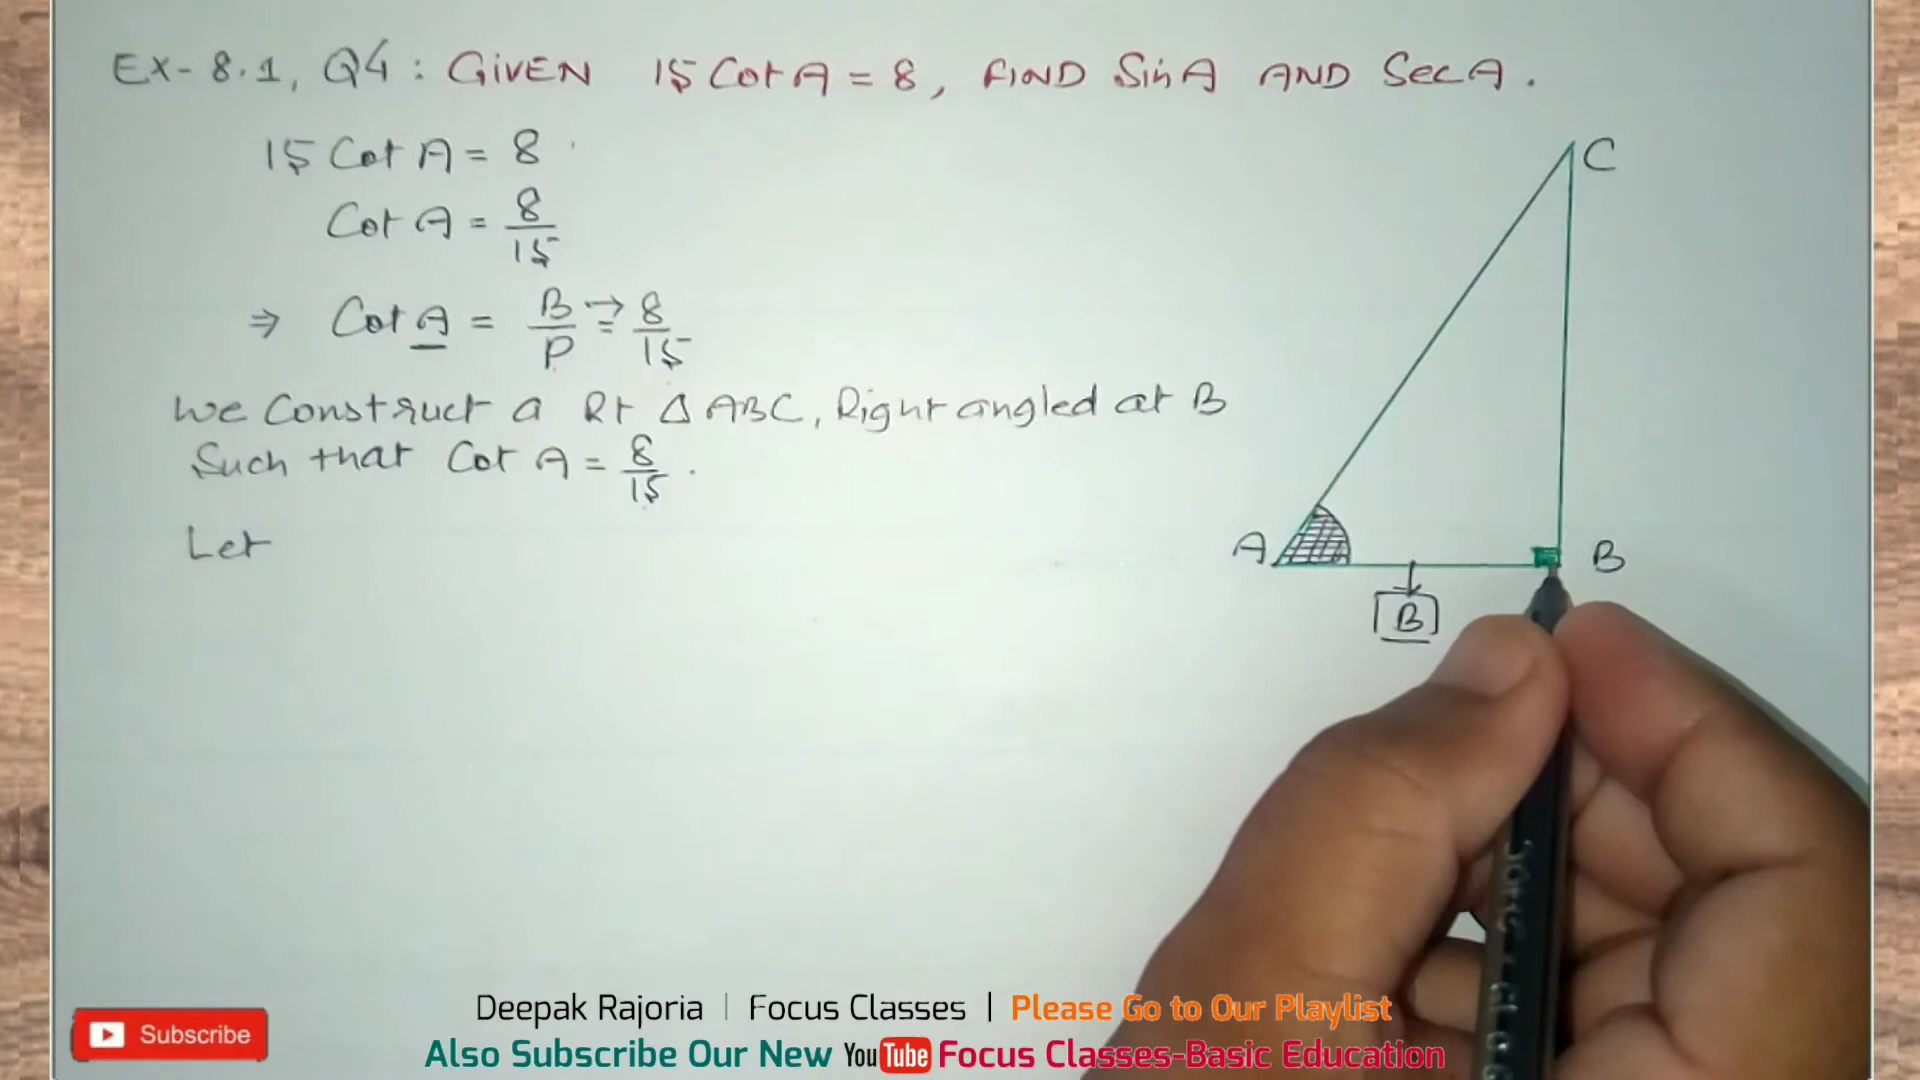 EX- 8.1, Q4 : GIVEN 15 Cot A = 8, FIND Sin A AND Sec A.
15 Cot A = 8
Cot A = 8/15
⇒ Cot A = B/P → = 8/15
We Construct a Rt △ ABC, Right angled at B
Such that Cot A = 8/15.
Let
C
A
B
B
Deepak Rajoria | Focus Classes | Please Go to Our Playlist
Subscribe
Also Subscribe Our New YouTube Focus Classes-Basic Education